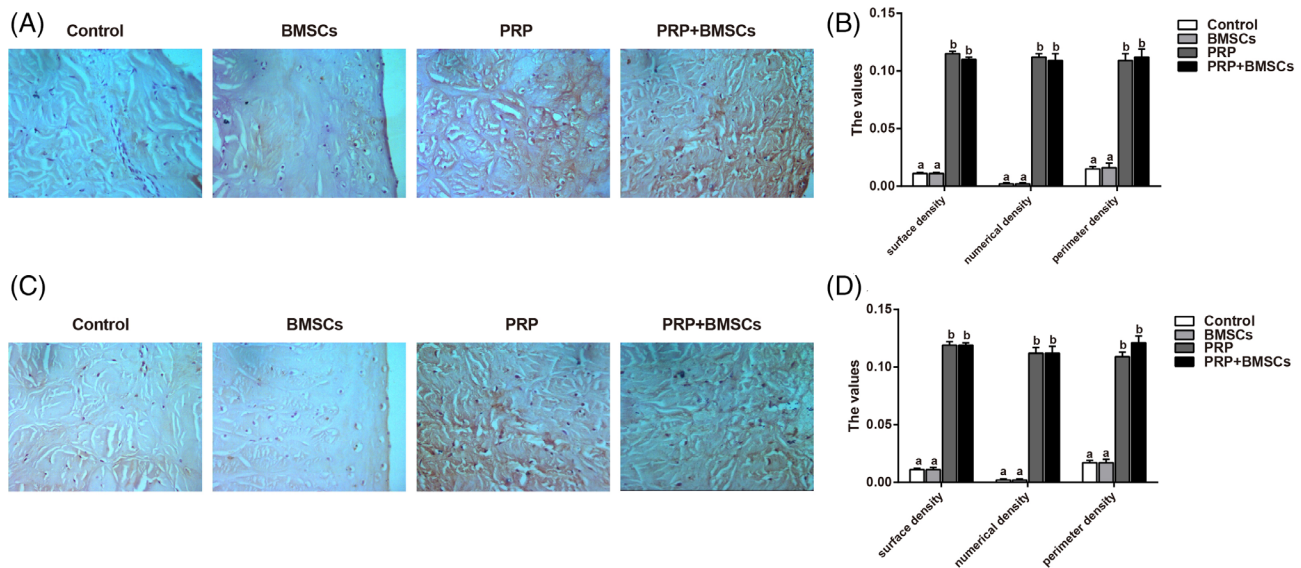 (A)
Control BMSCs PRP PRP+BMSCs
(B)
0.15
0.10
0.05
0.00
The values
a a b b a a b b a a b b
surface density
numerical density
perimeter density
Control
BMSCs
PRP
PRP+BMSCs
(C)
Control BMSCs PRP PRP+BMSCs
(D)
0.15
0.10
0.05
0.00
The values
a a b b a a b b a a b b
surface density
numerical density
perimeter density
Control
BMSCs
PRP
PRP+BMSCs